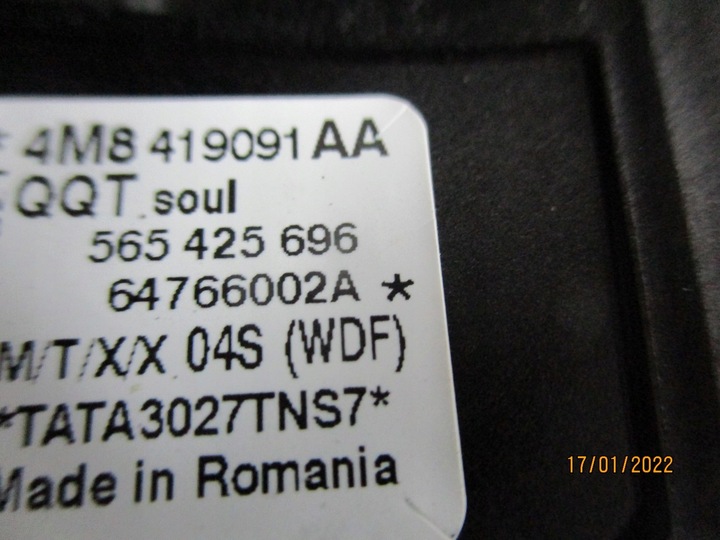 * 4M8 419091 AA
QQT soul
565 425 696
64766002A *
M/T/X/X 04S (WDF)
*TATA3027TNS7*
Made in Romania
17/01/2022